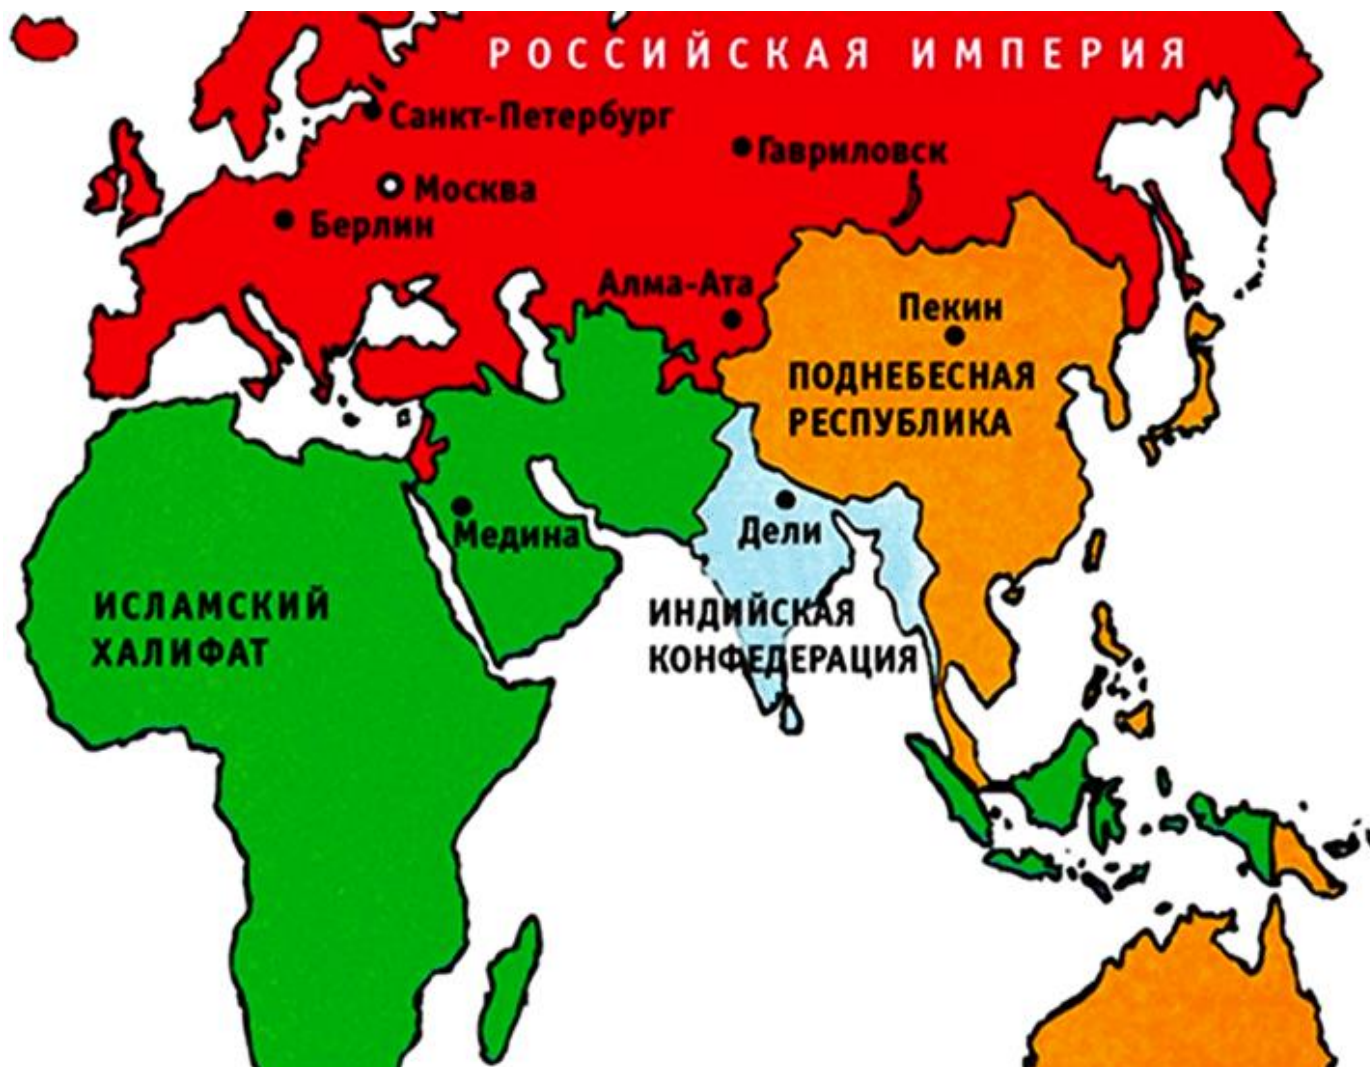 РОССИЙСКАЯ ИМПЕРИЯ
Санкт-Петербург
Гавриловск
Москва
Берлин
Алма-Ата
Пекин
ПОДНЕБЕСНАЯ
РЕСПУБЛИКА
Дели
Медина
ИСЛАМСКИЙ
ХАЛИФАТ
ИНДИЙСКАЯ
КОНФЕДЕРАЦИЯ